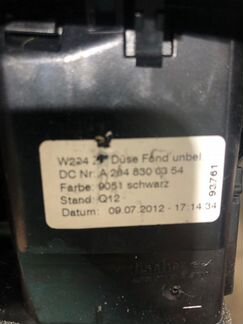 Düse Fond unbel
DC Nr: A 204 830 03 54
Farbe: 9051 schwarz
Stand: Q12
Datum: 09.07.2012 - 17:14:34
93761
fischer